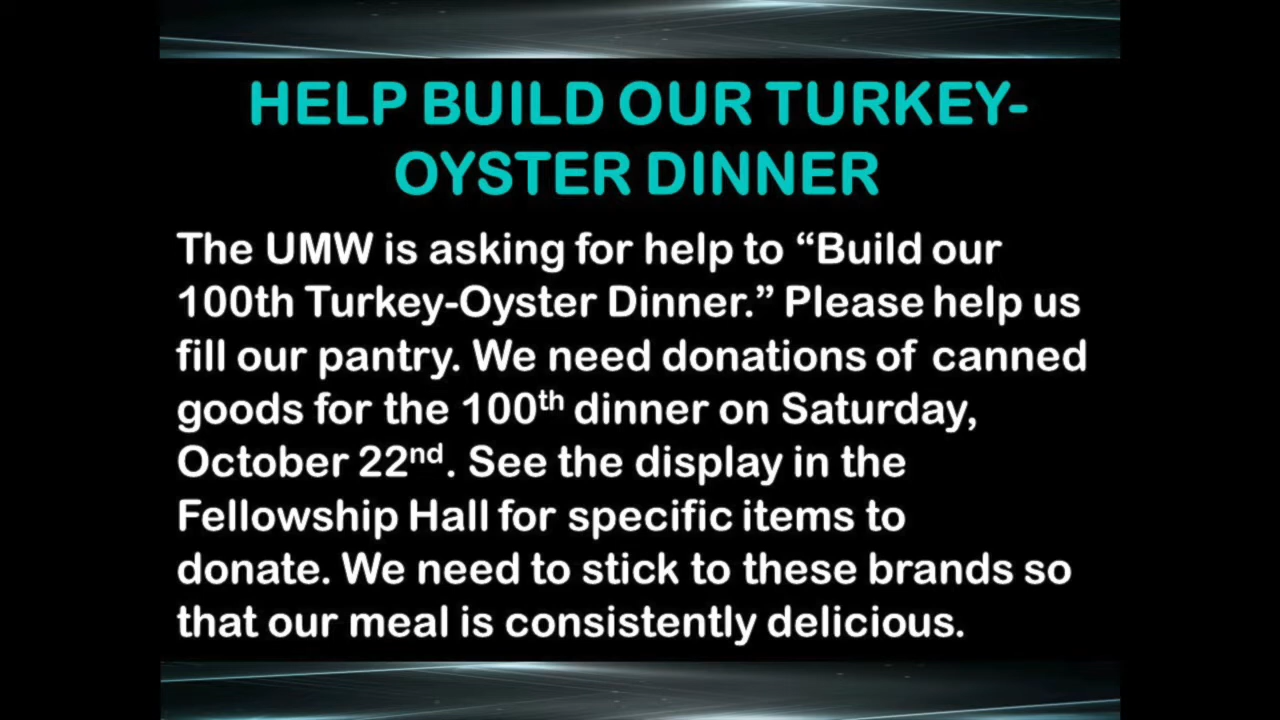 HELP BUILD OUR TURKEY-
OYSTER DINNER
The UMW is asking for help to “Build our
100th Turkey-Oyster Dinner.” Please help us
fill our pantry. We need donations of canned
goods for the 100th dinner on Saturday,
October 22nd. See the display in the
Fellowship Hall for specific items to
donate. We need to stick to these brands so
that our meal is consistently delicious.